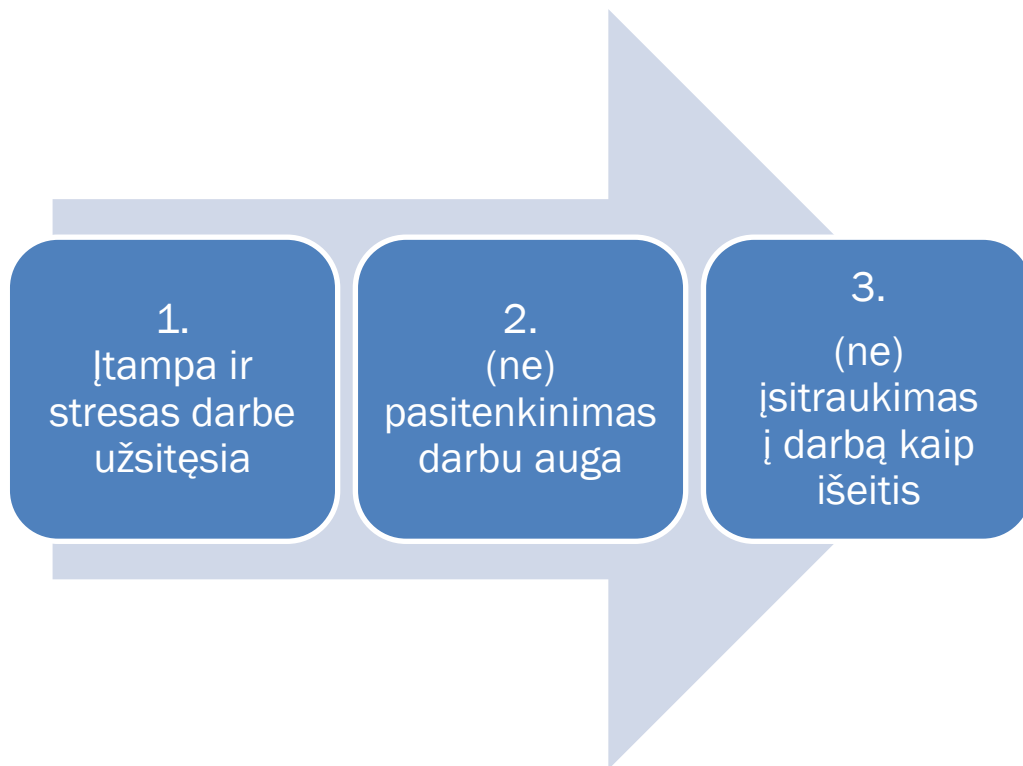 1.
Įtampa ir
stresas darbe
užsitęsia
2.
(ne)
pasitenkinimas
darbu auga
3.
(ne)
įsitraukimas
į darbą kaip
išeitis